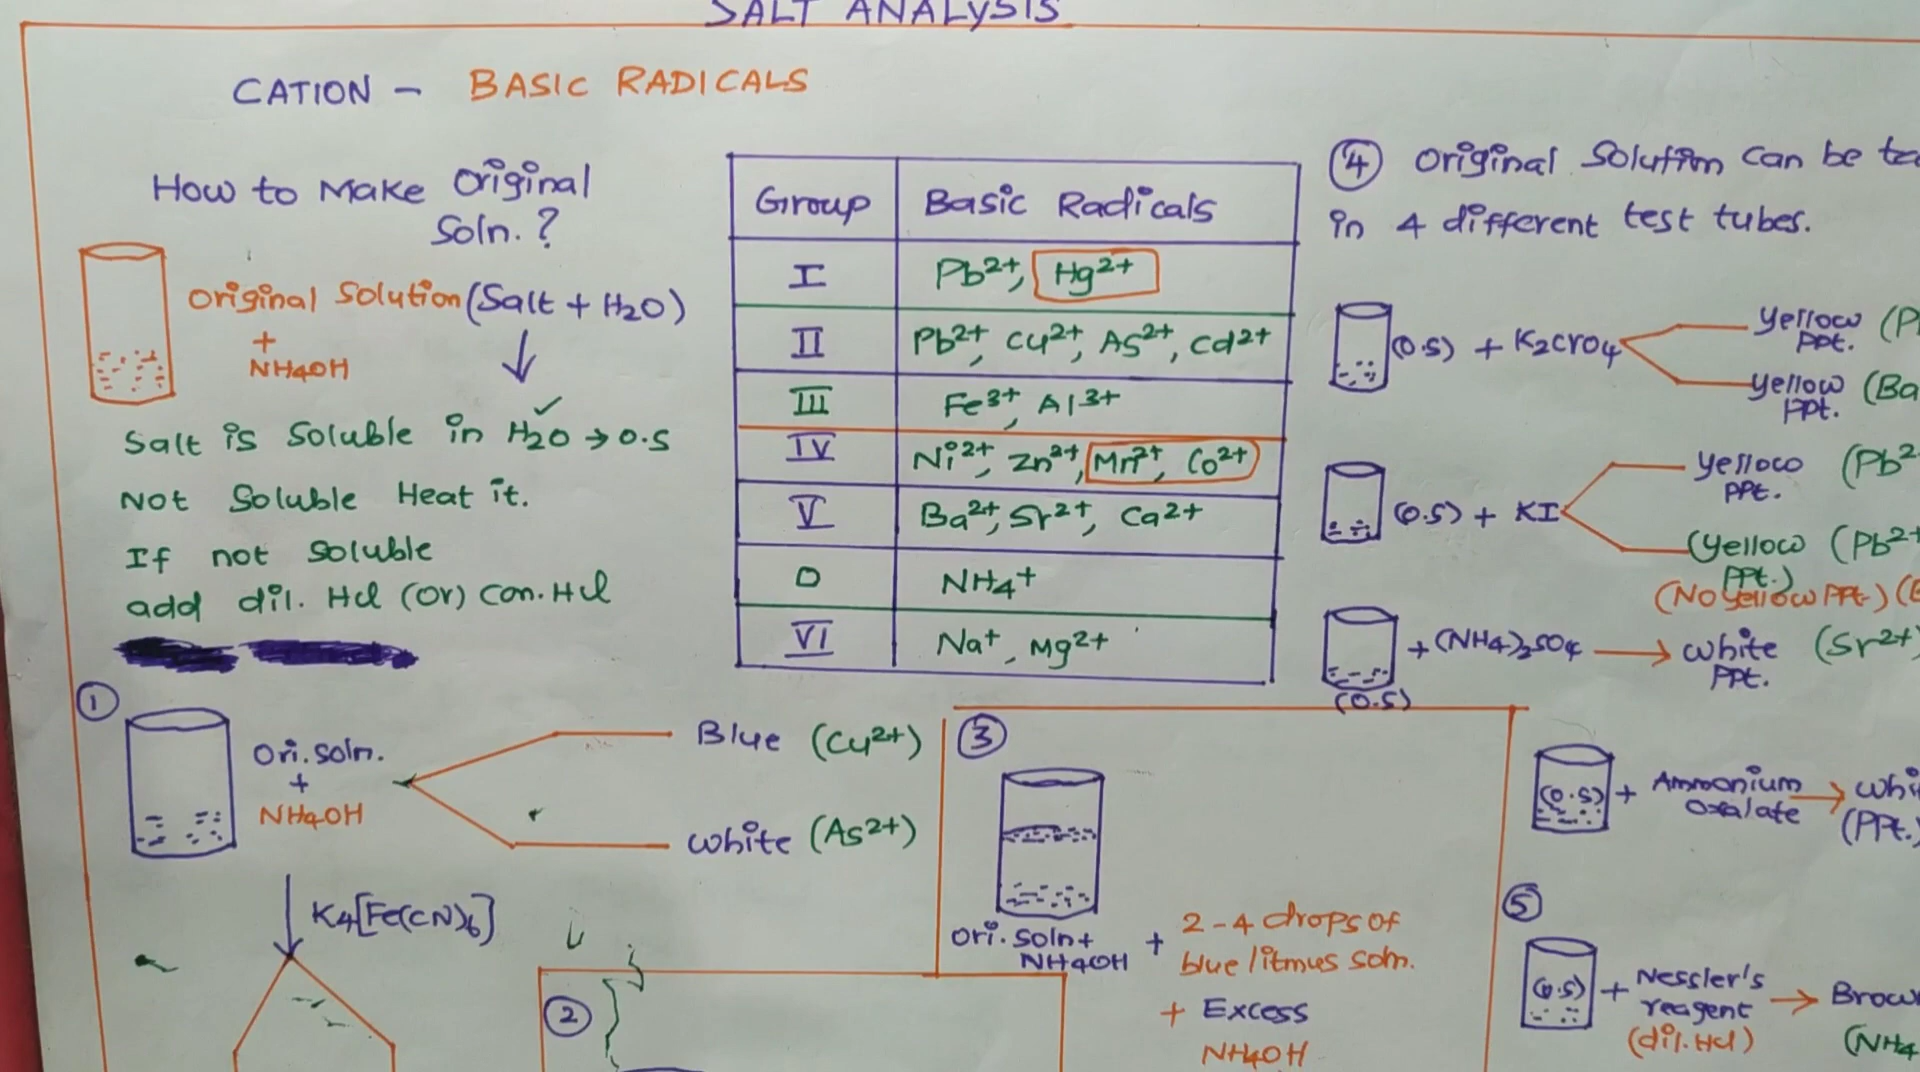 SALT ANALYSIS
CATION - BASIC RADICALS
How to Make Original
Soln.?
Original Solution (Salt + H2O)
+
NH4OH
Salt is Soluble in H2O → O.S
Not Soluble Heat it.
If not soluble
add dil. Hcl (Or) Con. Hcl
Group Basic Radicals
I Pb2+, Hg2+
II Pb2+, Cu2+, As2+, Cd2+
III Fe3+, Al3+
IV Ni2+, Zn2+, Mn2+, Co2+
V Ba2+, Sr2+, Ca2+
O NH4+
VI Na+, Mg2+
① Ori. Soln.
+
NH4OH
Blue (Cu2+)
White (As2+)
K4[Fe(CN)6]
②
③
Ori. Soln +
NH4OH
+ 2-4 drops of
blue litmus soln.
+ Excess
NH4OH
④ Original Solution can be
in 4 different test tubes.
(O.S) + K2CrO4
Yellow
PPt.
Yellow (Ba
PPt.
(O.S) + KI
Yellow (Pb2
PPt.
(Yellow (Pb2+
PPt.)
(No Yellow PPt.)
+ (NH4)2SO4 → White (Sr2+)
PPt.
(O.S)
(O.S) + Ammonium →
Oxalate
(PPt.)
⑤
(O.S) + Nessler's →
reagent
(dil. Hcl) (NH4